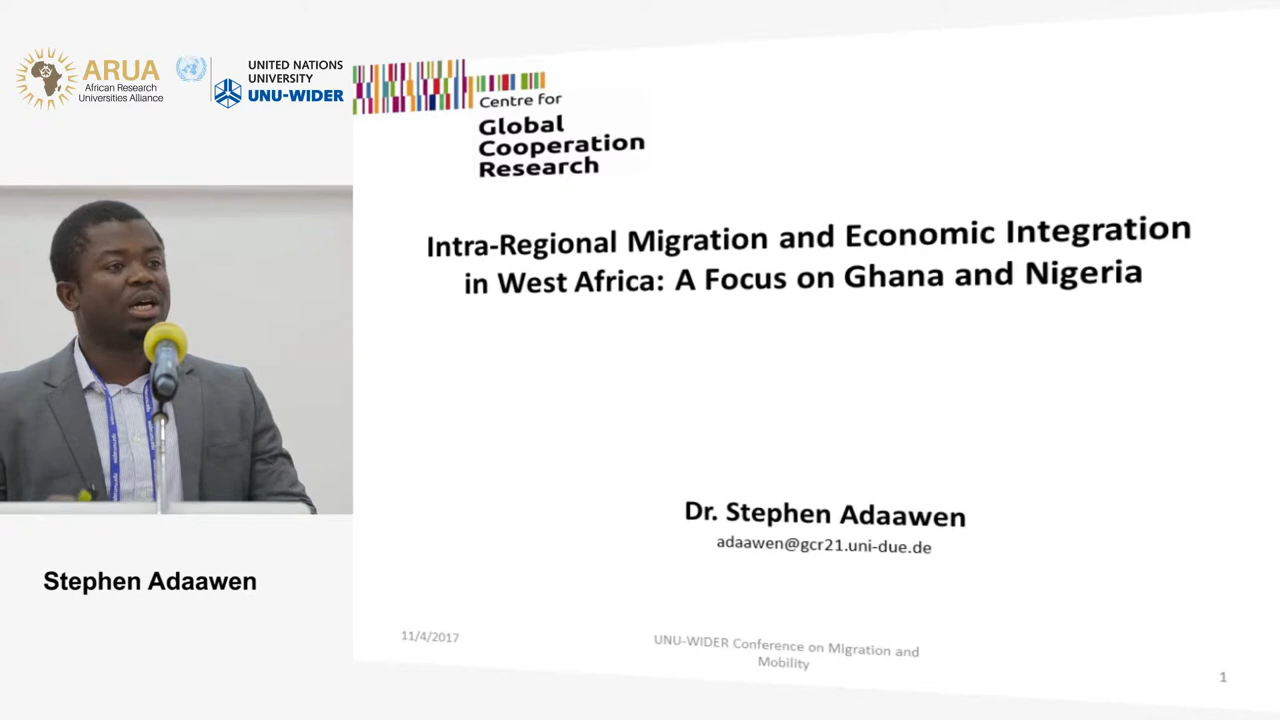 ARUA
African Research
Universities Alliance
UNITED NATIONS
UNIVERSITY
UNU-WIDER
Centre for
Global
Cooperation
Research
Intra-Regional Migration and Economic Integration
in West Africa: A Focus on Ghana and Nigeria
Dr. Stephen Adaawen
adaawen@gcr21.uni-due.de
Stephen Adaawen
11/4/2017
UNU-WIDER Conference on Migration and
Mobility
1